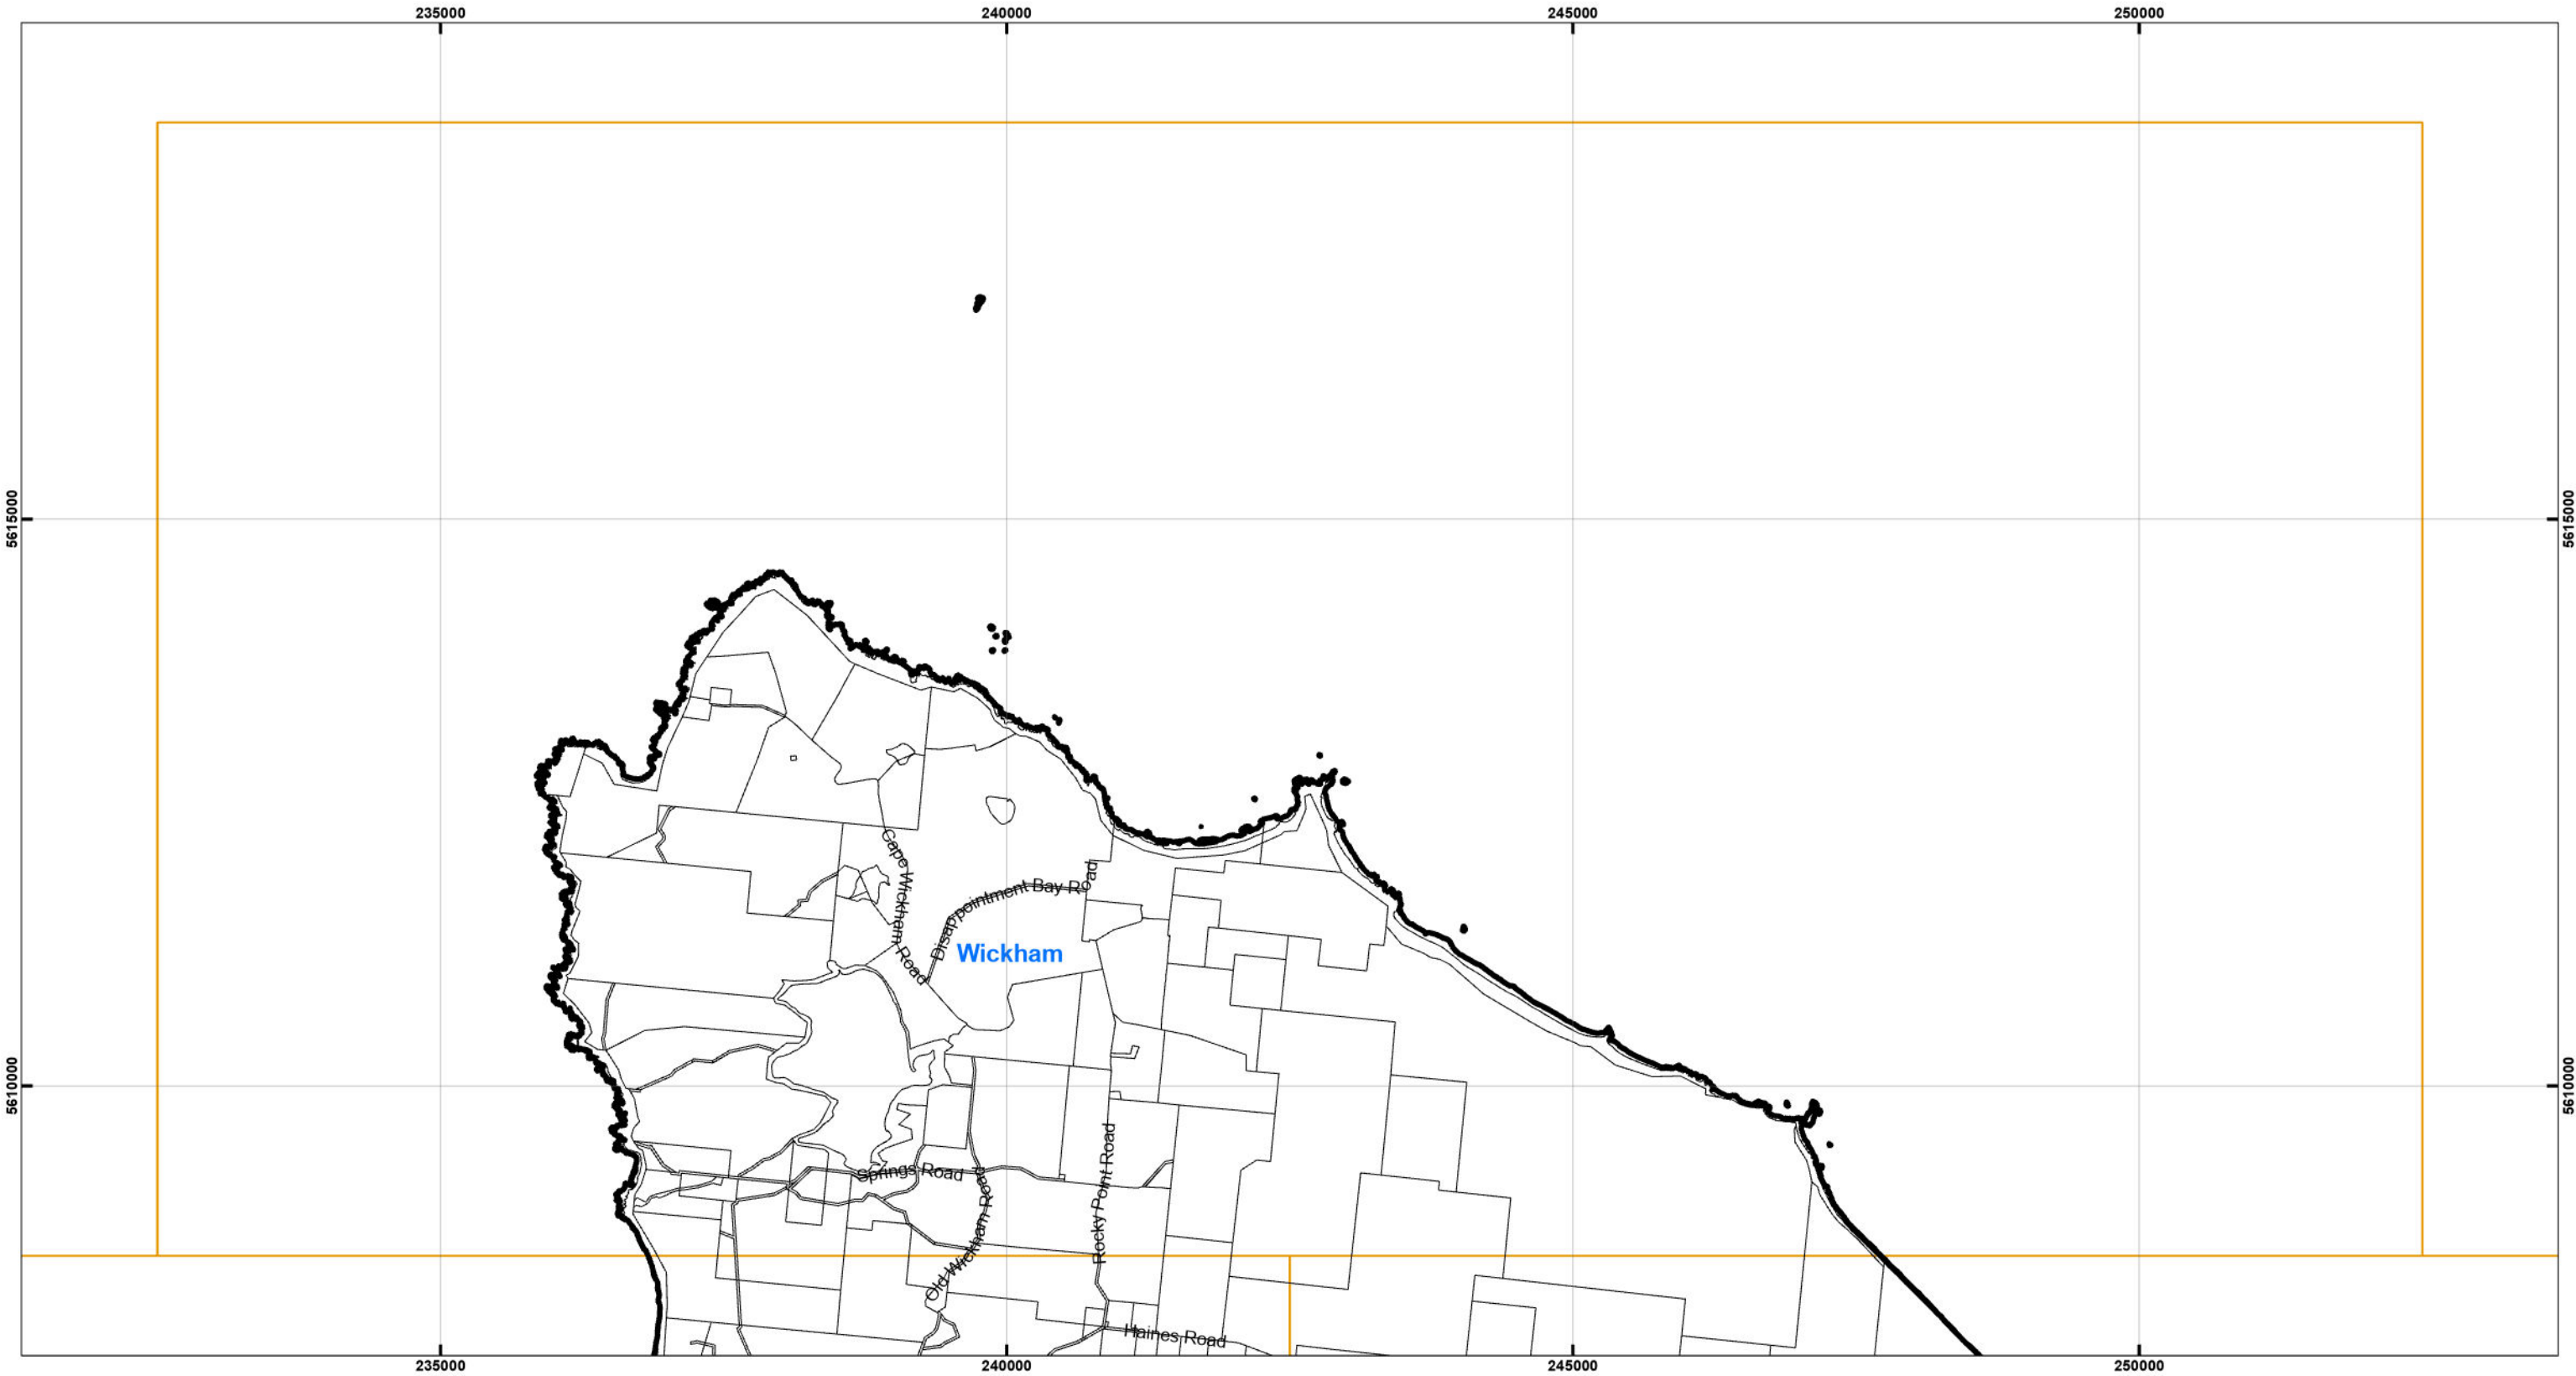 235000
240000
245000
250000
5615000
5615000
Cape Wickham Road
Disappointment Bay Road
Wickham
5610000
5610000
Springs Road
Old Wickham Road
Rocky Point Road
Haines Road
235000
240000
245000
250000